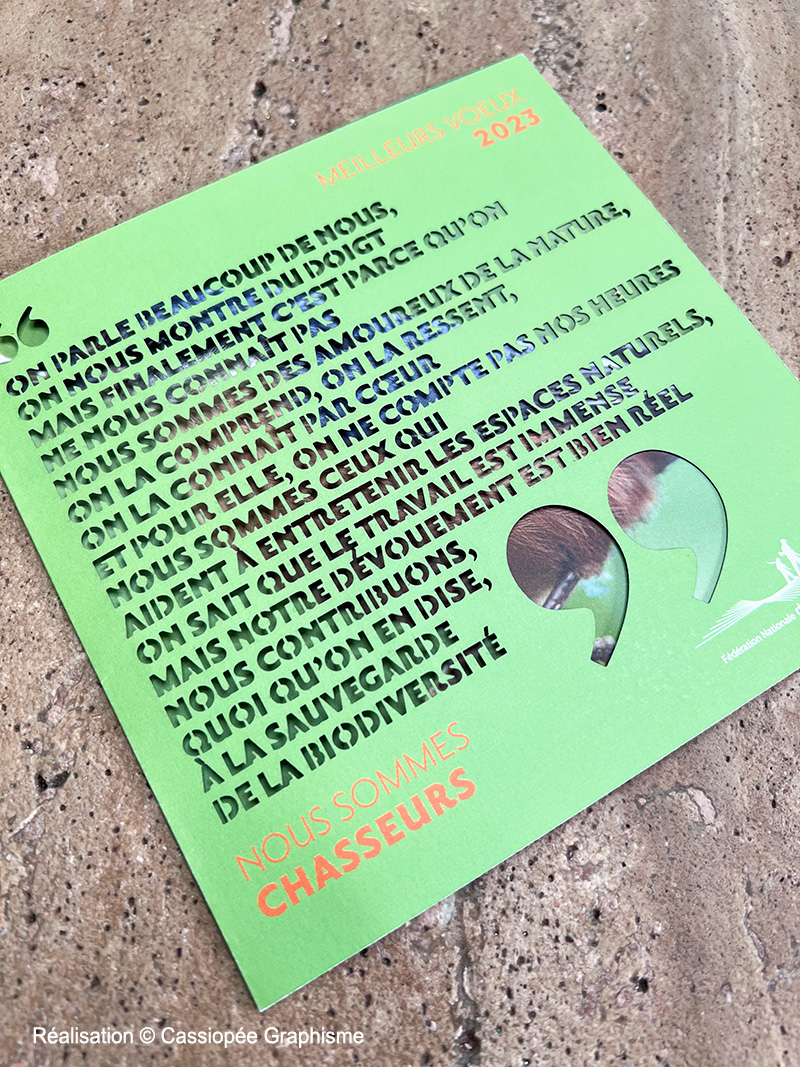 MEILLEURS VOEUX
2023
“
ON PARLE BEAUCOUP DE NOUS,
ON NOUS MONTRE DU DOIGT
MAIS FINALEMENT C'EST PARCE QU'ON
NE NOUS CONNAÎT PAS
NOUS SOMMES DES AMOUREUX DE LA NATURE,
ON LA COMPREND, ON LA RESSENT,
ON LA CONNAÎT PAR CŒUR
ET POUR ELLE, ON NE COMPTE PAS NOS HEURES
NOUS SOMMES CEUX QUI
AIDENT À ENTRETENIR LES ESPACES NATURELS,
ON SAIT QUE LE TRAVAIL EST IMMENSE
MAIS NOTRE DÉVOUEMENT EST BIEN RÉEL
NOUS CONTRIBUONS,
QUOI QU'ON EN DISE,
À LA SAUVEGARDE
DE LA BIODIVERSITÉ
”
NOUS SOMMES
CHASSEURS
Fédération Nationale
Réalisation © Cassiopée Graphisme